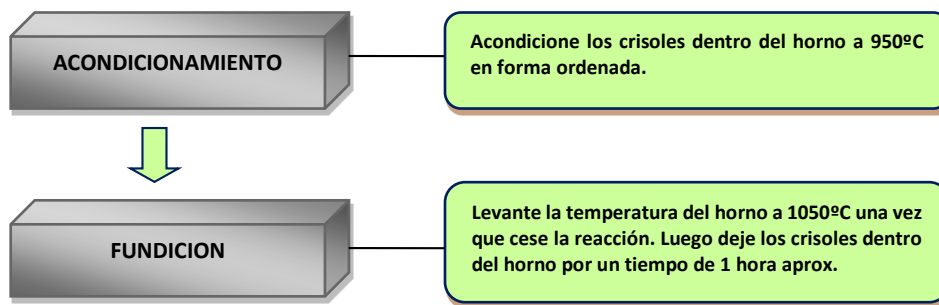 ACONDICIONAMIENTO
Acondicione los crisoles dentro del horno a 950ºC
en forma ordenada.
FUNDICION
Levante la temperatura del horno a 1050ºC una vez
que cese la reacción. Luego deje los crisoles dentro
del horno por un tiempo de 1 hora aprox.